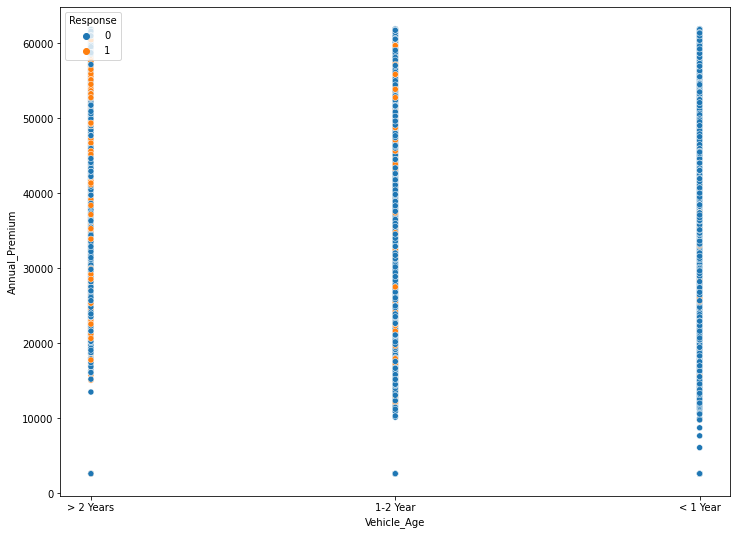 Response
0
1
60000
50000
40000
30000
20000
10000
0
Annual_Premium
> 2 Years
1-2 Year
< 1 Year
Vehicle_Age